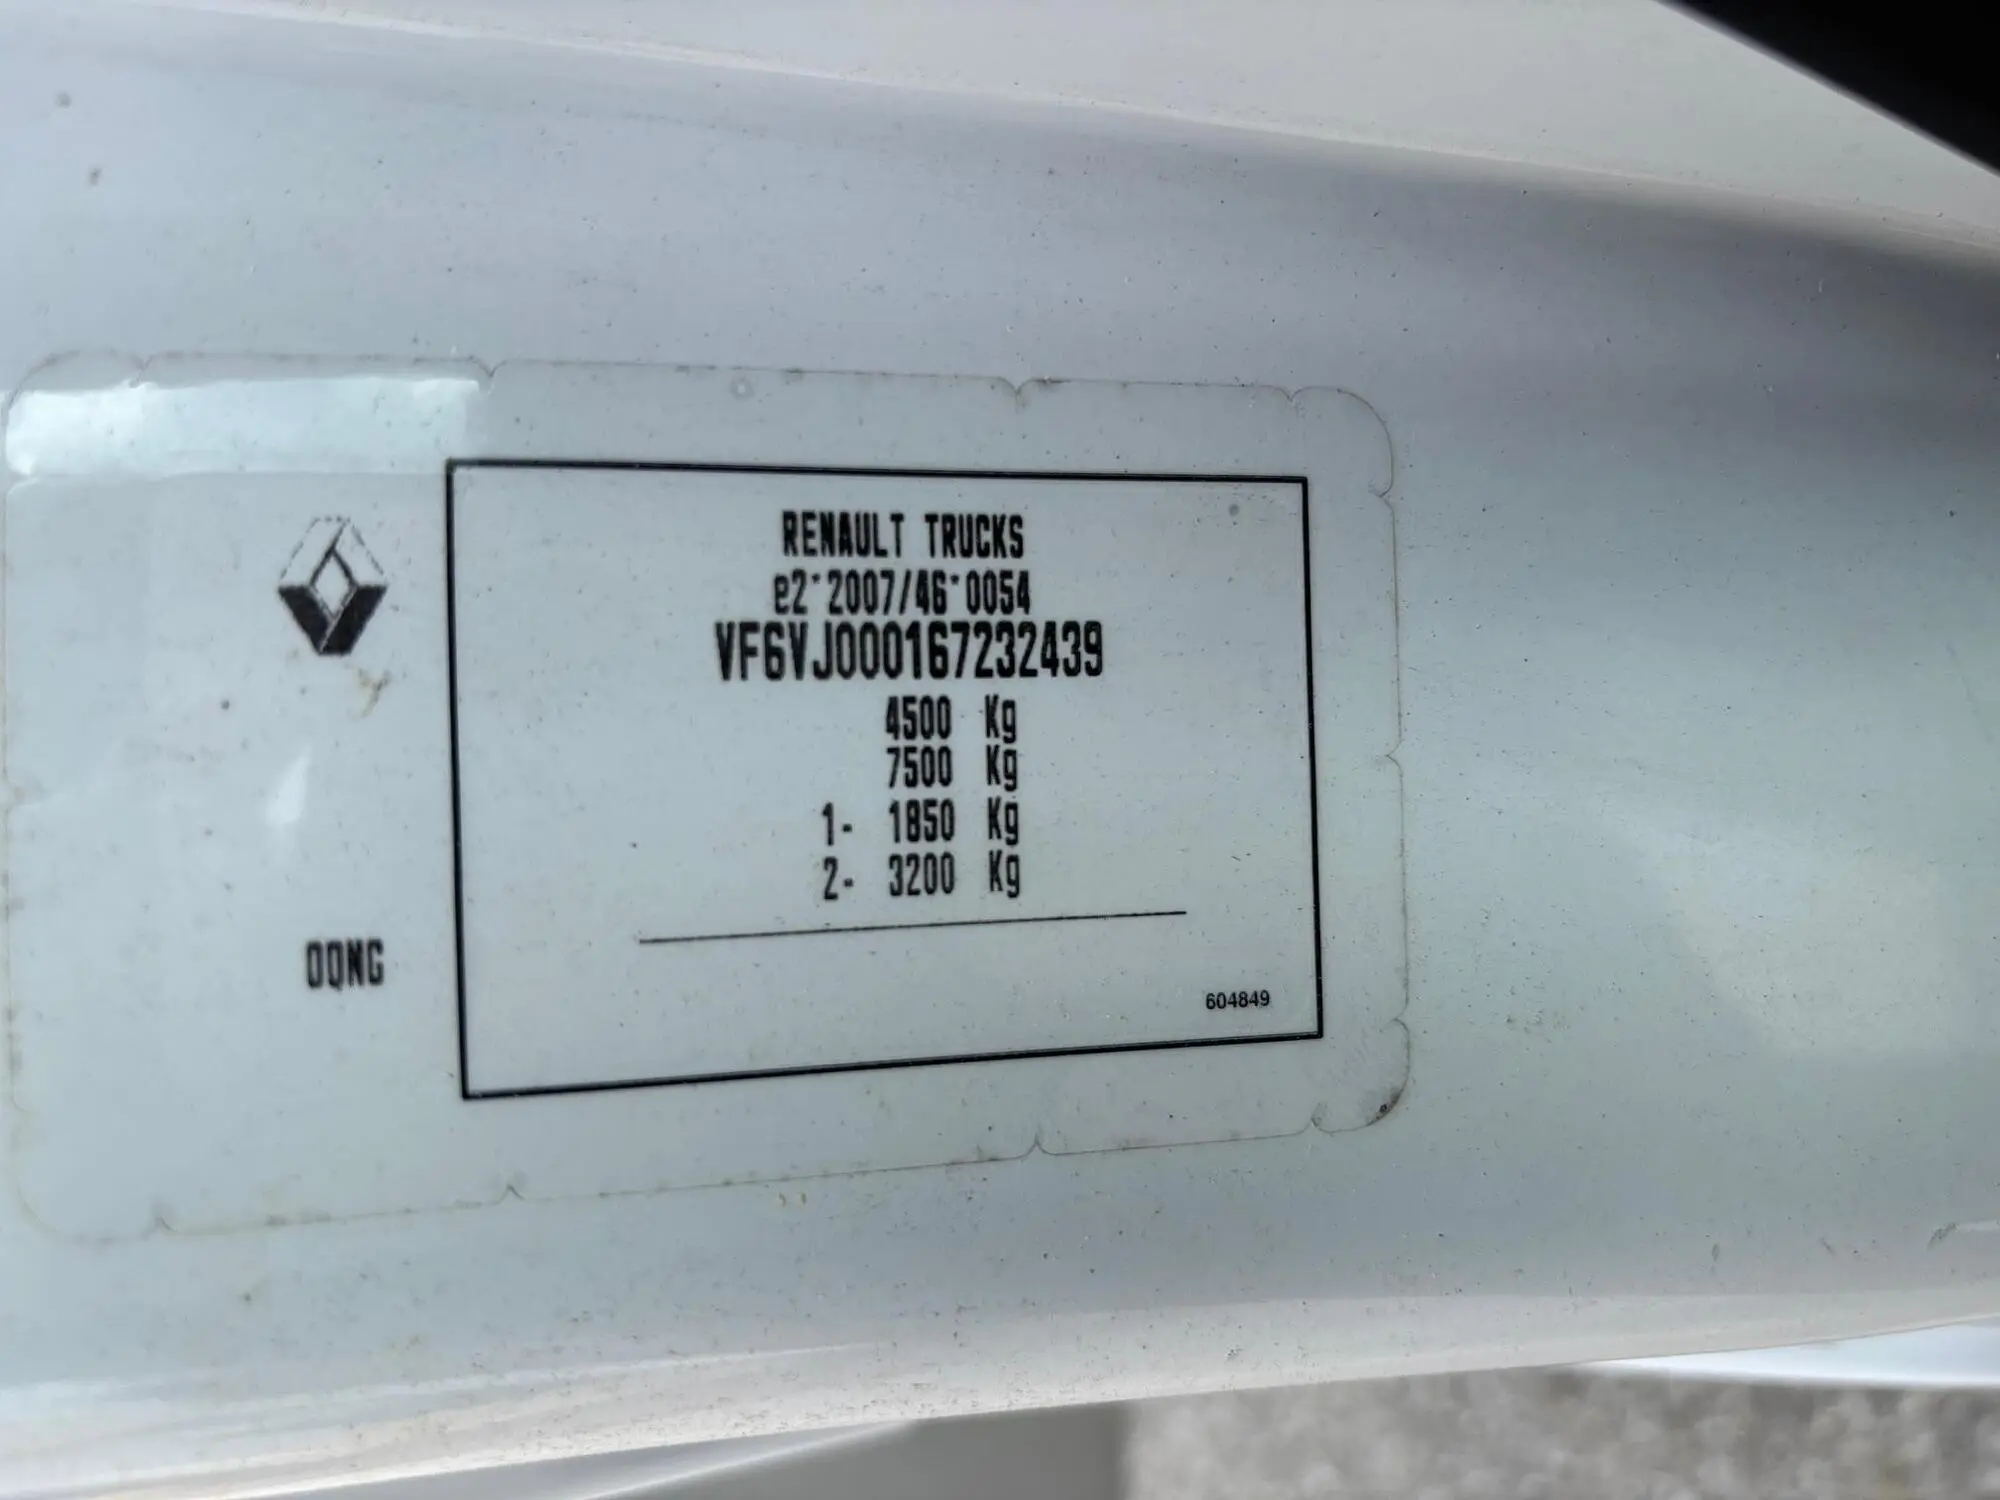 RENAULT TRUCKS
e2*2007/46*0054
VF6VJ000167232439
4500 Kg
7500 Kg
1- 1850 Kg
2- 3200 Kg
OQNG
604849